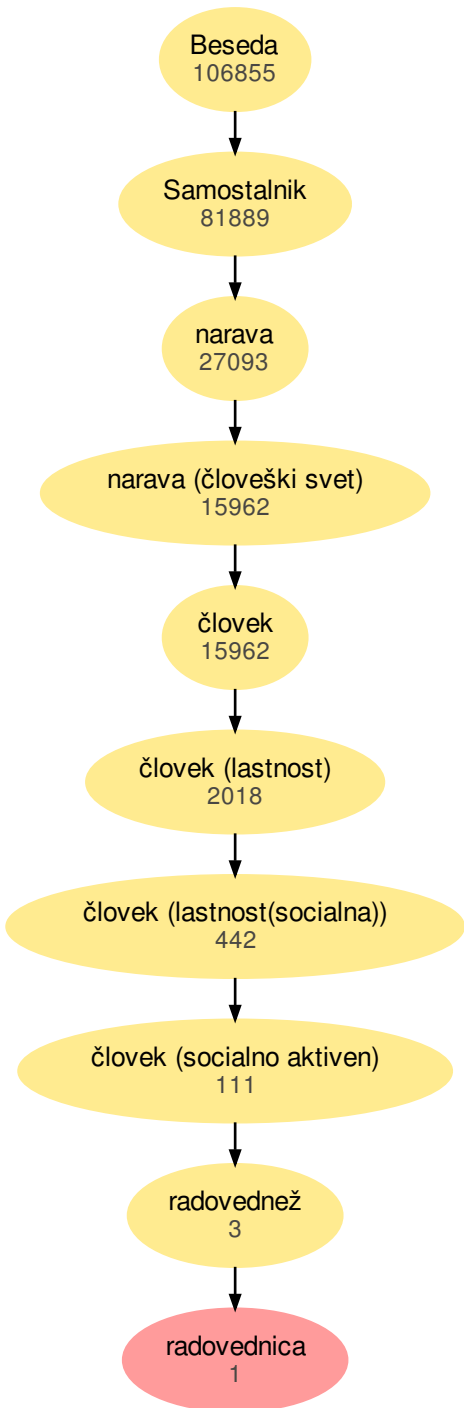 Beseda
106855
Samostalnik
81889
narava
27093
narava (človeški svet)
15962
človek
15962
človek (lastnost)
2018
človek (lastnost(socialna))
442
človek (socialno aktiven)
111
radovednež
3
radovednica
1